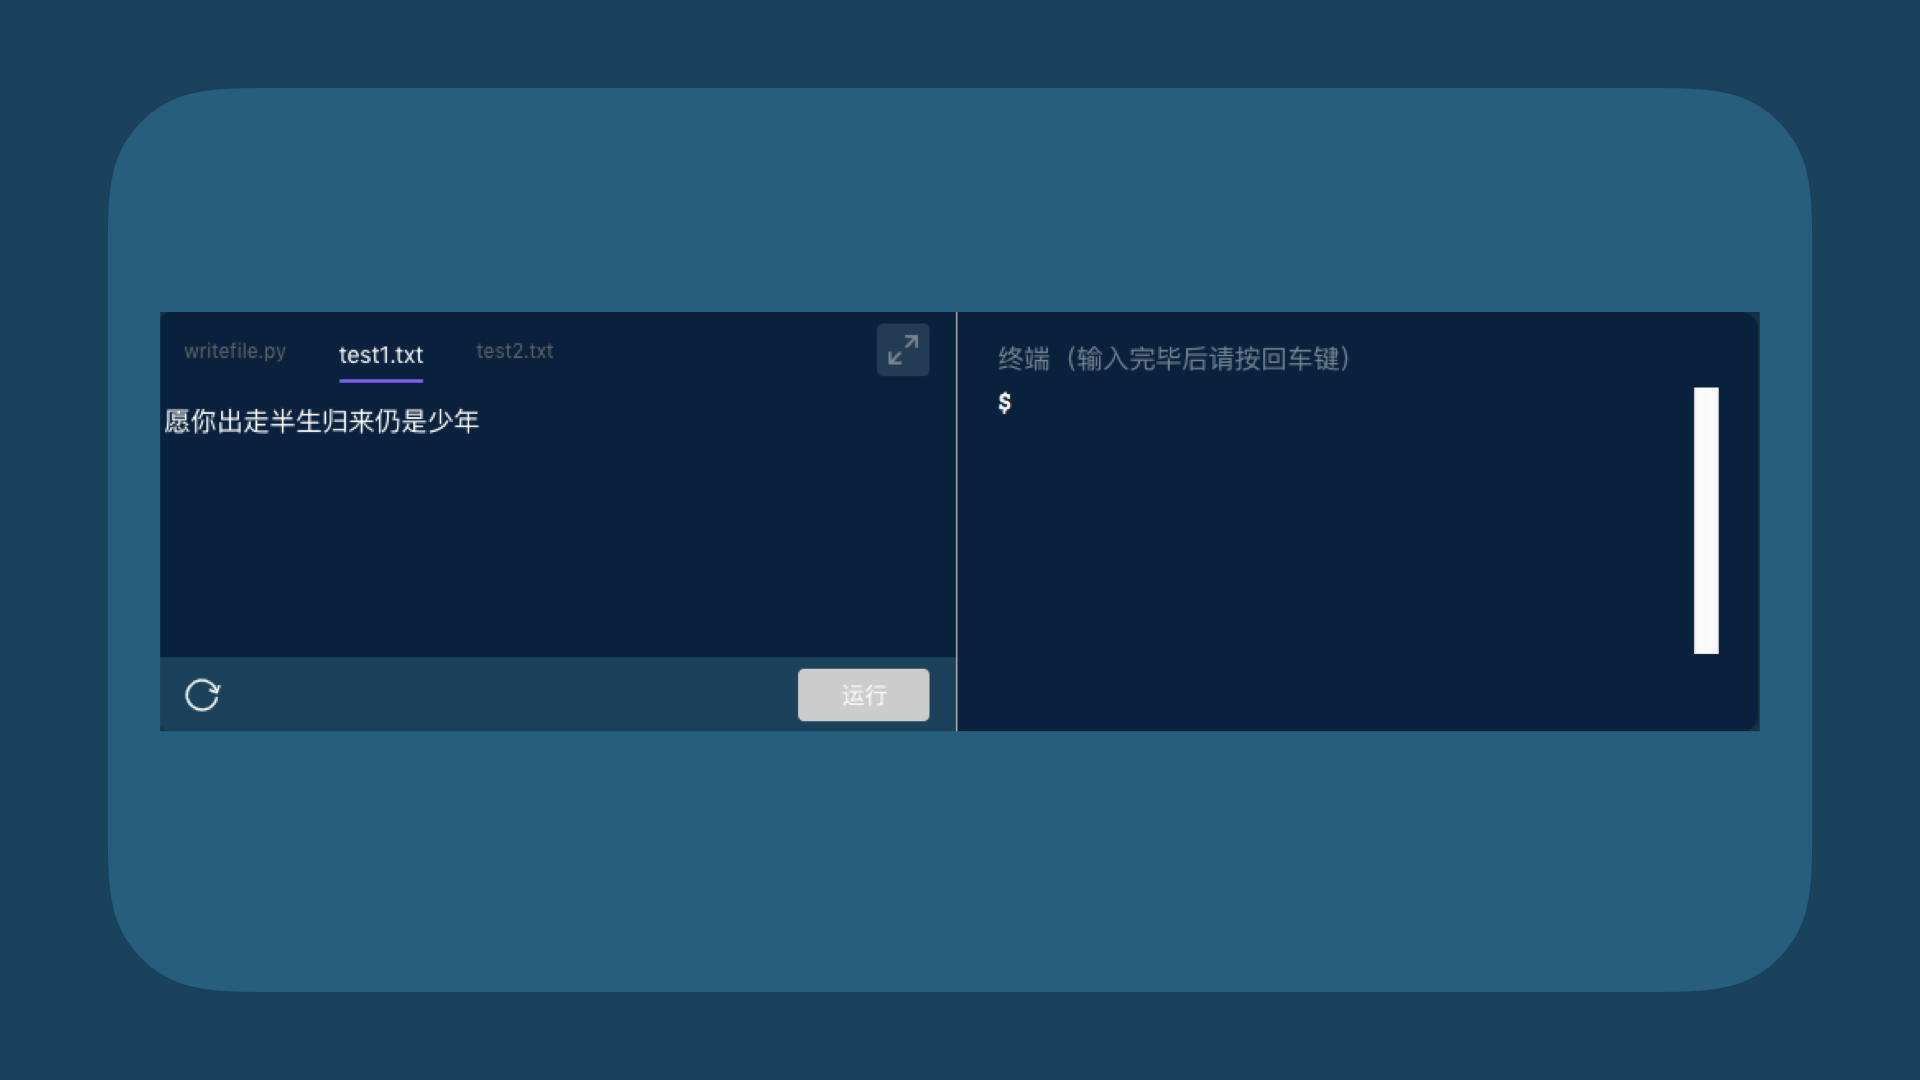 writefile.py test1.txt test2.txt
愿你出走半生归来仍是少年
运行
终端（输入完毕后请按回车键）
$